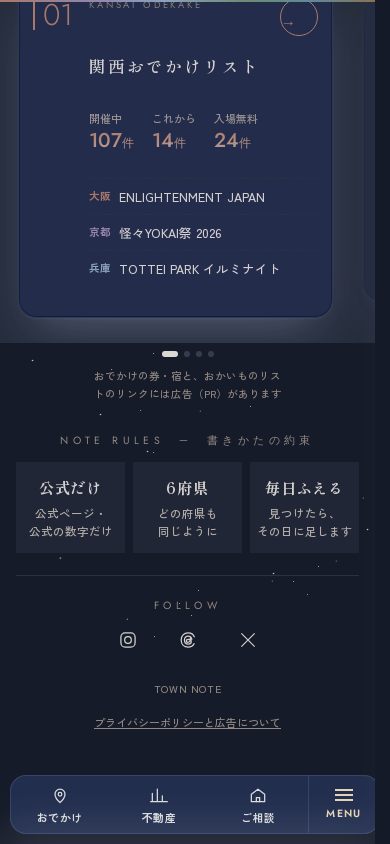 01
KANSAI ODEKAKE
→
関西おでかけリスト
開催中 これから 入場無料
107件 14件 24件
大阪 ENLIGHTENMENT JAPAN
京都 怪々YOKAI祭 2026
兵庫 TOTTEI PARK イルミナイト
おでかけの券・宿と、おかいものリス
トのリンクには広告（PR）があります
NOTE RULES — 書きかたの約束
公式だけ 6府県 毎日ふえる
公式ページ・ どの府県も 見つけたら、
公式の数字だけ 同じように その日に足します
FOLLOW
TOWN NOTE
プライバシーポリシーと広告について
おでかけ 不動産 ご相談 MENU